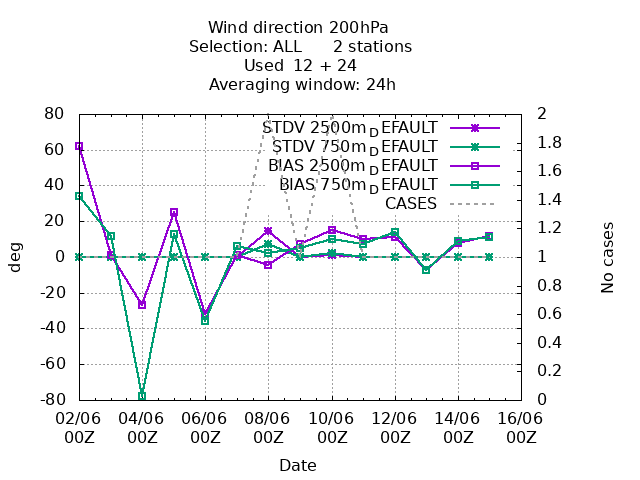 Wind direction 200hPa
Selection: ALL 2 stations
Used 12 + 24
Averaging window: 24h
STDV 2500m DEFAULT
STDV 750m DEFAULT
BIAS 2500m DEFAULT
BIAS 750m DEFAULT
CASES
80
60
40
20
0
-20
-40
-60
-80
deg
2
1.8
1.6
1.4
1.2
1
0.8
0.6
0.4
0.2
0
No cases
02/06 04/06 06/06 08/06 10/06 12/06 14/06 16/06
00Z 00Z 00Z 00Z 00Z 00Z 00Z 00Z
Date